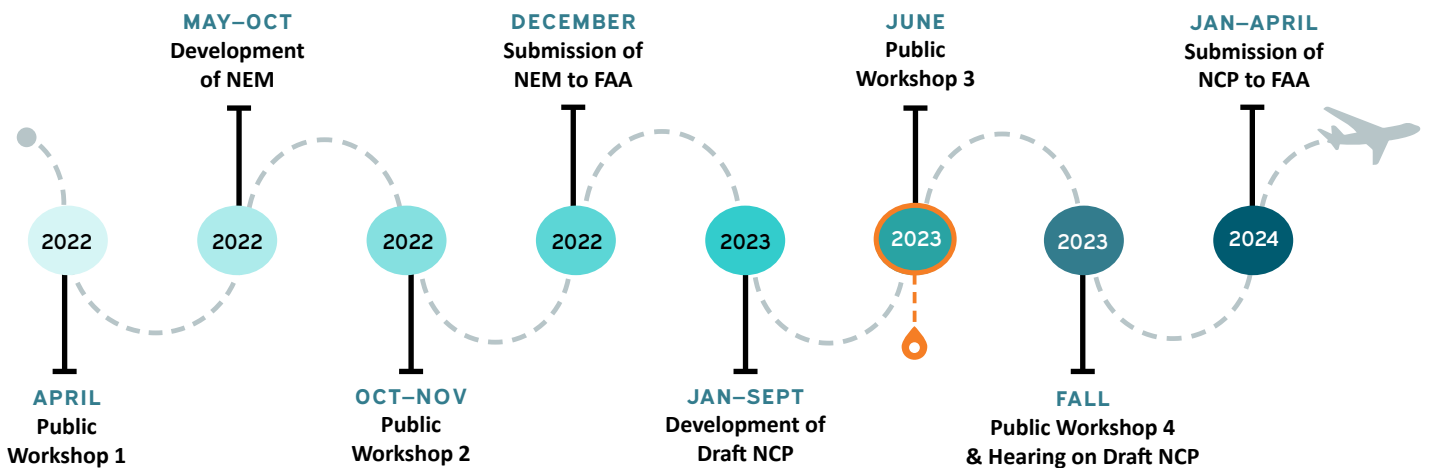 MAY–OCT
Development
of NEM
DECEMBER
Submission of
NEM to FAA
JUNE
Public
Workshop 3
JAN–APRIL
Submission of
NCP to FAA
2022
2022
2022
2022
2023
2023
2023
2024
APRIL
Public
Workshop 1
OCT–NOV
Public
Workshop 2
JAN–SEPT
Development of
Draft NCP
FALL
Public Workshop 4
& Hearing on Draft NCP